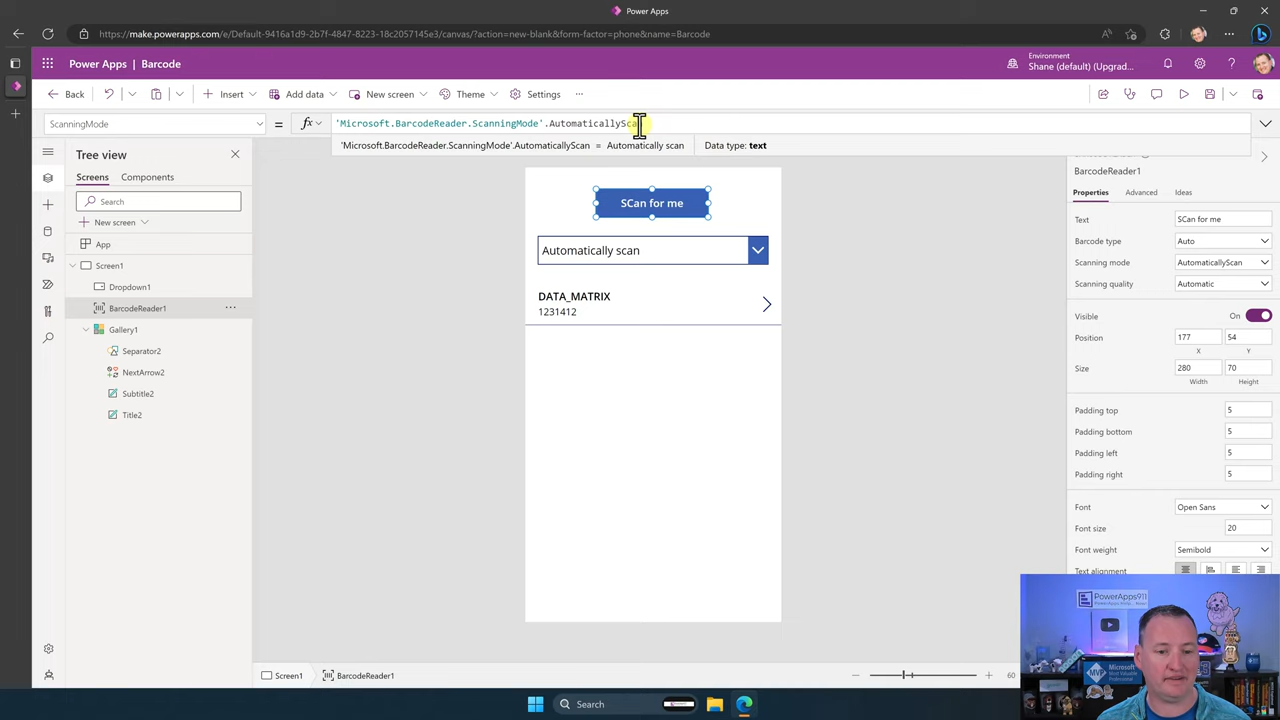 Power Apps
https://make.powerapps.com/e/Default-9416a1d9-2b7f-4847-8223-18c2057145e3/canvas/?action=new-blank&form-factor=phone&name=Barcode
Power Apps | Barcode
Environment
Shane (default) (Upgrad...
Back
Insert
Add data
New screen
Theme
Settings
ScanningMode
=
fx
'Microsoft.BarcodeReader.ScanningMode'.AutomaticallyScan
'Microsoft.BarcodeReader.ScanningMode'.AutomaticallyScan = Automatically scan
Data type: text
Tree view
Screens
Components
Search
New screen
App
Screen1
Dropdown1
BarcodeReader1
Gallery1
Separator2
NextArrow2
Subtitle2
Title2
SCan for me
Automatically scan
DATA_MATRIX
1231412
BarcodeReader1
Properties
Advanced
Ideas
Text
SCan for me
Barcode type
Auto
Scanning mode
AutomaticallyScan
Scanning quality
Automatic
Visible
On
Position
177
54
X
Y
Size
280
70
Width
Height
Padding top
5
Padding bottom
5
Padding left
5
Padding right
5
Font
Open Sans
Font size
20
Font weight
Semibold
Text alignment
PowerApps911
Microsoft
MVP
Screen1
BarcodeReader1
60
Search